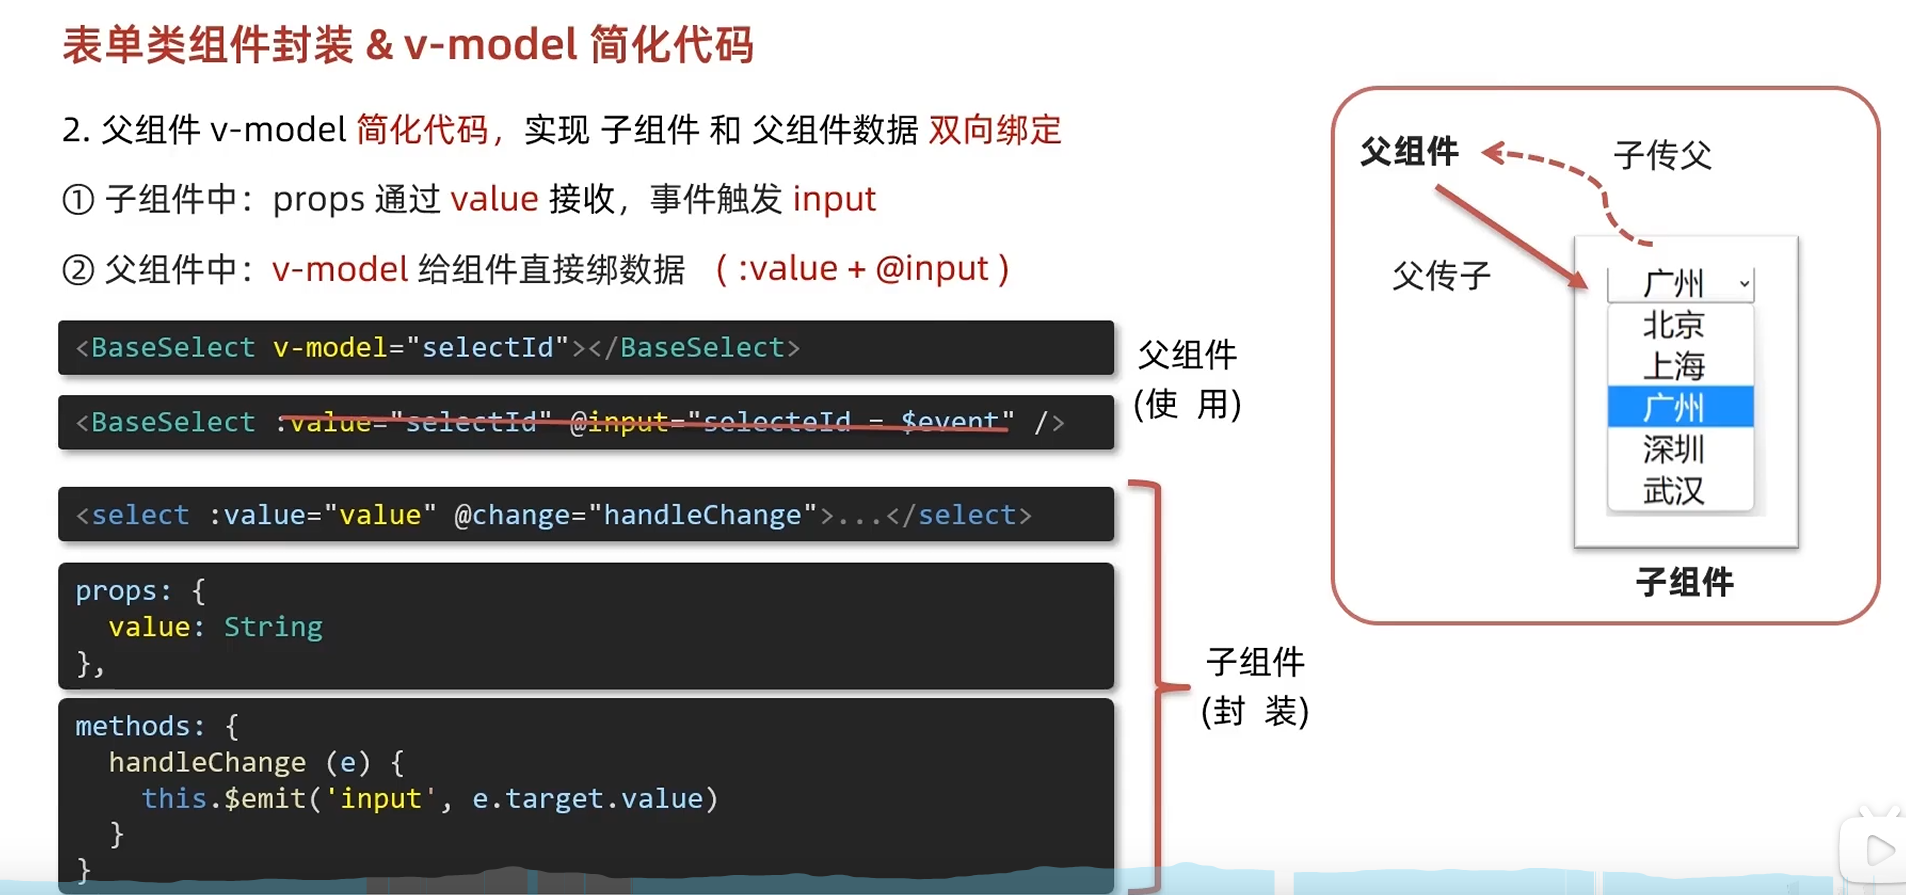 表单类组件封装 & v-model 简化代码
2. 父组件 v-model 简化代码，实现 子组件 和 父组件数据 双向绑定
① 子组件中：props 通过 value 接收，事件触发 input
② 父组件中：v-model 给组件直接绑数据 （ :value + @input ）
<BaseSelect v-model="selectId"></BaseSelect>
<BaseSelect :value="selectId" @input="selecteId = $event" />
父组件
(使 用)
<select :value="value" @change="handleChange">...</select>
props: {
value: String
},
methods: {
handleChange (e) {
this.$emit('input', e.target.value)
}
}
子组件
(封 装)
父组件
子传父
父传子
广州
北京
上海
广州
深圳
武汉
子组件